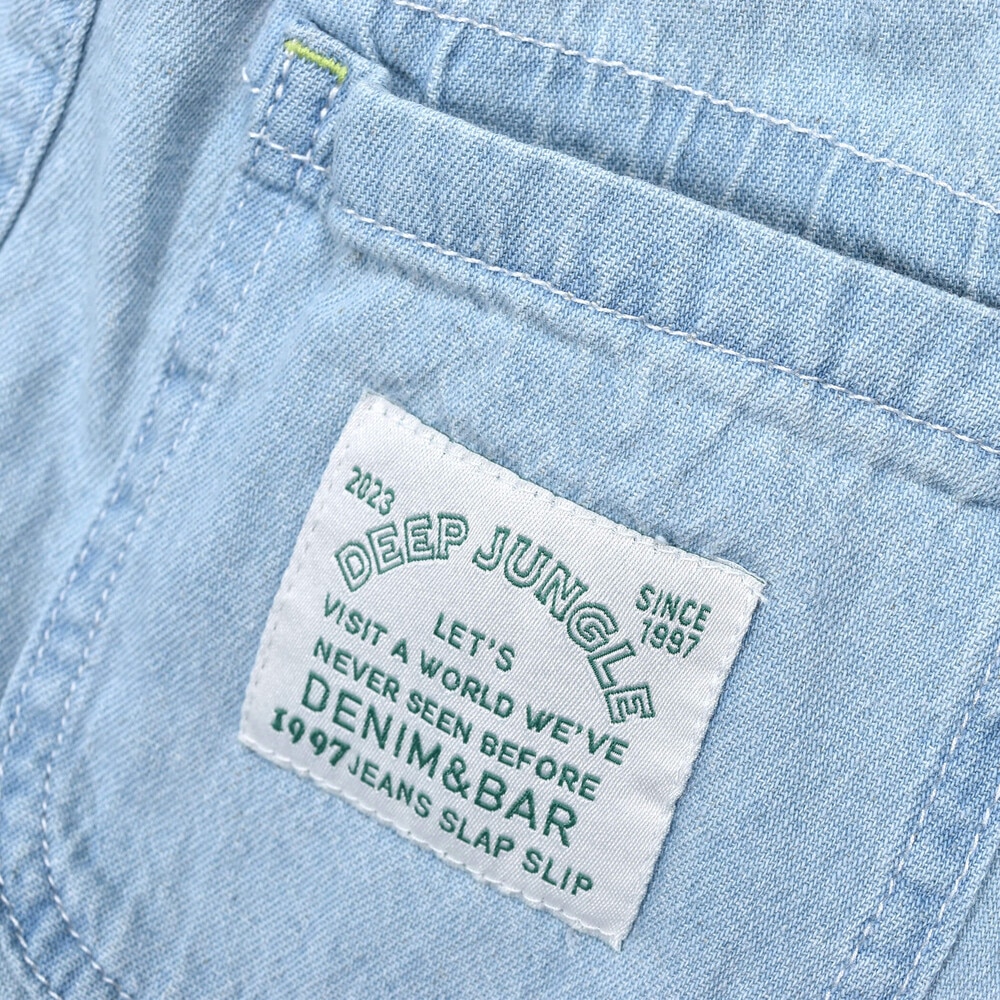 2023
DEEP JUNGLE
SINCE
1997
LET'S
VISIT A WORLD WE'VE
NEVER SEEN BEFORE
DENIM&BAR
1997 JEANS SLAP SLIP